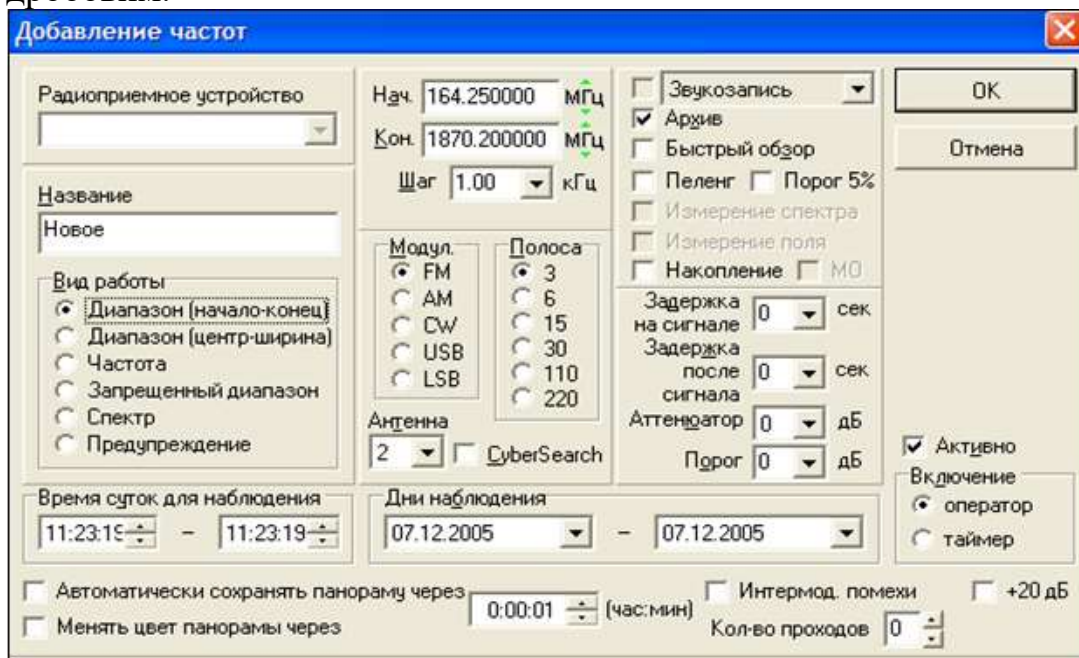 дробовим.
Добавление частот
Радиоприемное устройство
Название
Новое
Вид работы
Диапазон (начало-конец)
Диапазон (центр-ширина)
Частота
Запрещенный диапазон
Спектр
Предупреждение
Нач. 164.250000 МГц
Кон. 1870.200000 МГц
Шаг 1.00 кГц
Модул.
FM
AM
CW
USB
LSB
Полоса
3
6
15
30
110
220
Антенна
2 CyberSearch
Звукозапись
Архив
Быстрый обзор
Пеленг Порог 5%
Измерение спектра
Измерение поля
Накопление МО
Задержка
на сигнале 0 сек
Задержка
после 0 сек
сигнала
Аттенюатор 0 дБ
Порог 0 дБ
OK
Отмена
Активно
Включение
оператор
таймер
Время суток для наблюдения
11:23:19 – 11:23:19
Дни наблюдения
07.12.2005 – 07.12.2005
Автоматически сохранять панораму через
Менять цвет панорамы через
0:00:01 (час:мин)
Интермод. помехи +20 дБ
Кол-во проходов 0